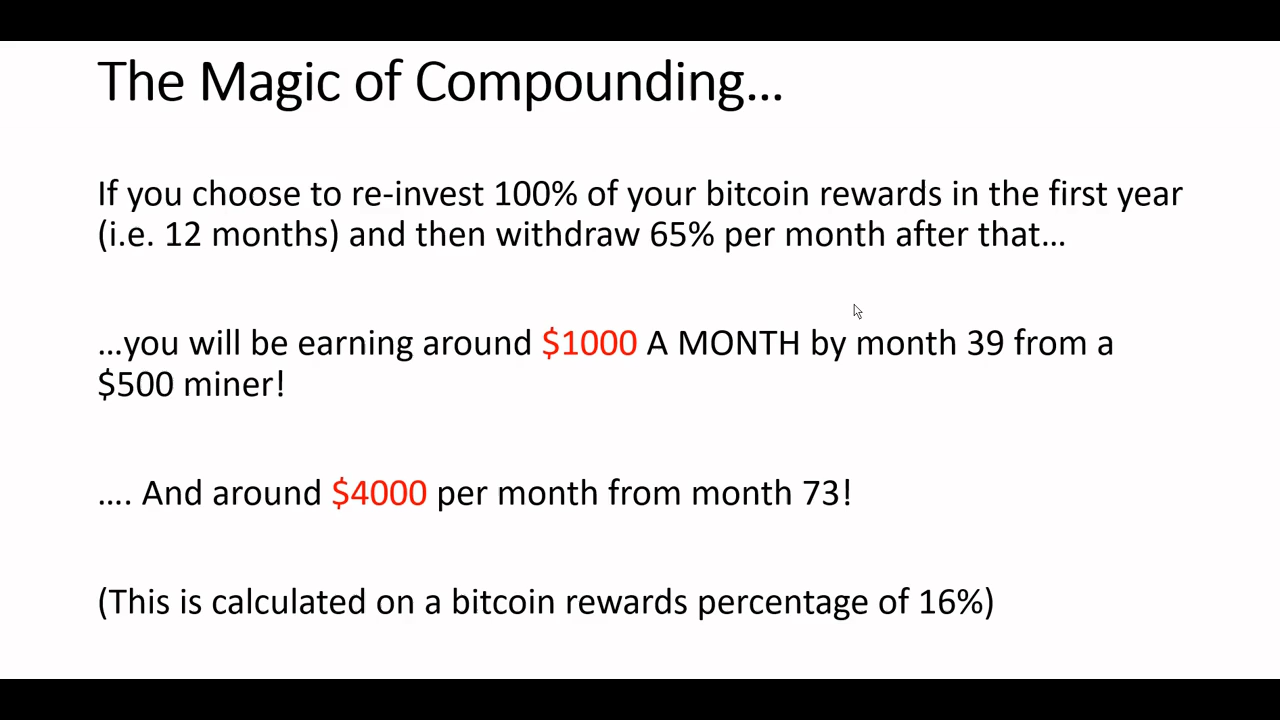 The Magic of Compounding...
If you choose to re-invest 100% of your bitcoin rewards in the first year
(i.e. 12 months) and then withdraw 65% per month after that...
...you will be earning around $1000 A MONTH by month 39 from a
$500 miner!
.... And around $4000 per month from month 73!
(This is calculated on a bitcoin rewards percentage of 16%)